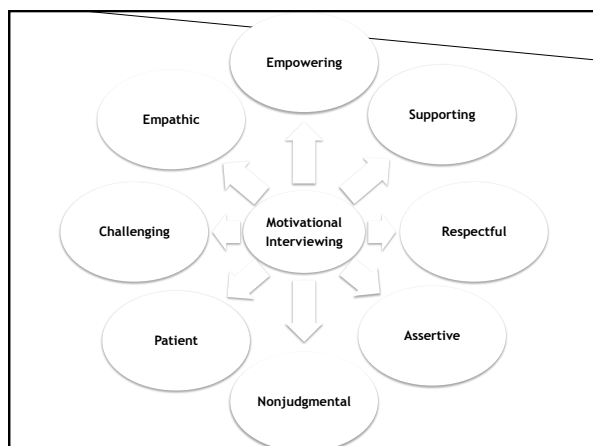 Empowering
Supporting
Empathic
Motivational
Interviewing
Challenging
Respectful
Patient
Assertive
Nonjudgmental